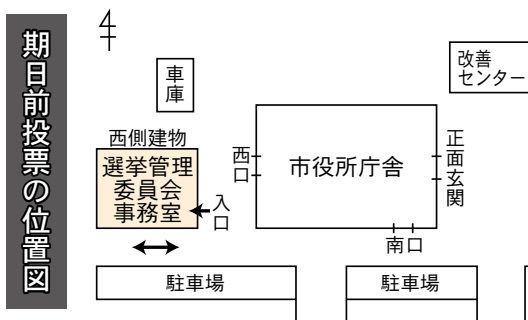 期日前投票の位置図
車庫
改善
センター
西側建物
選挙管理
委員会
事務室
入口
西口
市役所庁舎
正面玄関
南口
駐車場
駐車場